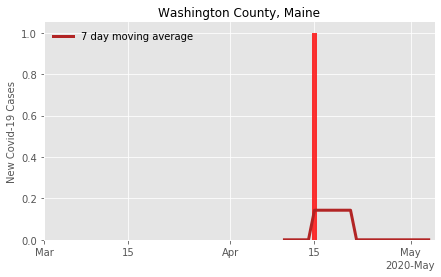 Washington County, Maine
7 day moving average
New Covid-19 Cases
1.0
0.8
0.6
0.4
0.2
0.0
Mar
15
Apr
15
May
2020-May